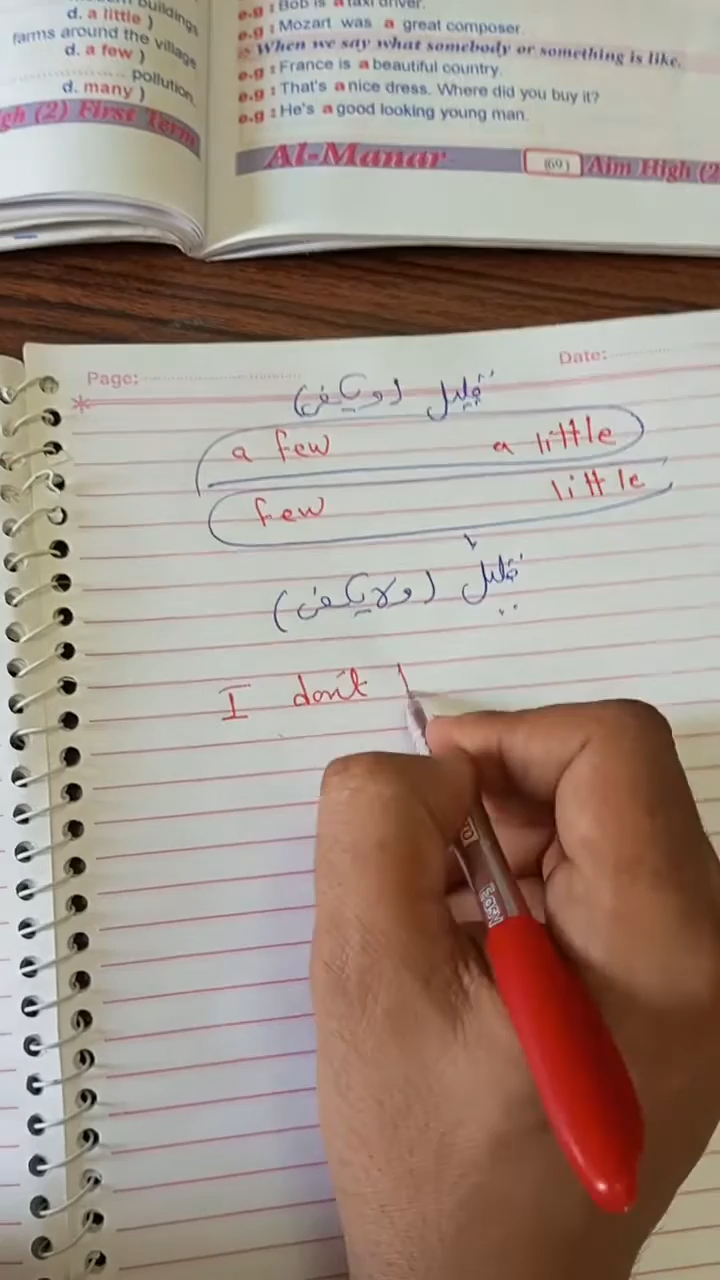 buildings
d. a little )
farms around the village
d. a few )
pollution.
d. many )
gh (2) First Term
e.g : Bob is a taxi driver.
e.g : Mozart was a great composer.
When we say what somebody or something is like.
e.g : France is a beautiful country.
e.g : That's a nice dress. Where did you buy it?
e.g : He's a good looking young man.
Al-Manar (69) Aim High (2
Page: Date:
قليل (ويكفى)
a few a little
few little
قليل (ولا يكفى)
I don't